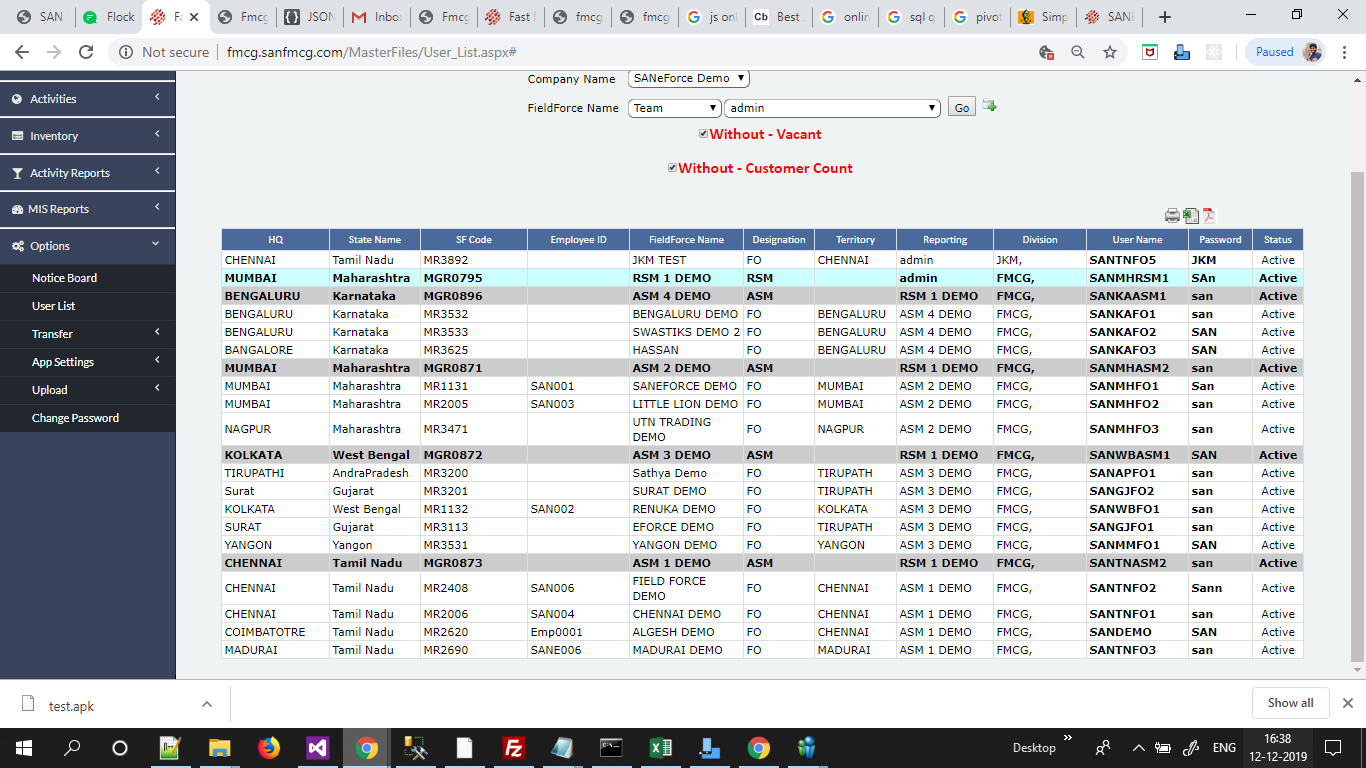 SAN
Flock
Fa
Fmcg
JSON
Inbo
Fmcg
Fast
fmcg
fmcg
js onl
Cb Best
onlin
sql q
pivot
Simp
SANE
Not secure | fmcg.sanfmcg.com/MasterFiles/User_List.aspx#
Paused
Activities
Inventory
Activity Reports
MIS Reports
Options
Notice Board
User List
Transfer
App Settings
Upload
Change Password
Company Name SANeForce Demo
FieldForce Name Team admin Go
Without - Vacant
Without - Customer Count
HQ State Name SF Code Employee ID FieldForce Name Designation Territory Reporting Division User Name Password Status
CHENNAI Tamil Nadu MR3892 JKM TEST FO CHENNAI admin JKM, SANTNFO5 JKM Active
MUMBAI Maharashtra MGR0795 RSM 1 DEMO RSM admin FMCG, SANMHRSM1 SAn Active
BENGALURU Karnataka MGR0896 ASM 4 DEMO ASM RSM 1 DEMO FMCG, SANKAASM1 san Active
BENGALURU Karnataka MR3532 BENGALURU DEMO FO BENGALURU ASM 4 DEMO FMCG, SANKAFO1 san Active
BENGALURU Karnataka MR3533 SWASTIKS DEMO 2 FO BENGALURU ASM 4 DEMO FMCG, SANKAFO2 SAN Active
BANGALORE Karnataka MR3625 HASSAN FO BENGALURU ASM 4 DEMO FMCG, SANKAFO3 SAN Active
MUMBAI Maharashtra MGR0871 ASM 2 DEMO ASM RSM 1 DEMO FMCG, SANMHASM2 san Active
MUMBAI Maharashtra MR1131 SAN001 SANEFORCE DEMO FO MUMBAI ASM 2 DEMO FMCG, SANMHFO1 San Active
MUMBAI Maharashtra MR2005 SAN003 LITTLE LION DEMO FO MUMBAI ASM 2 DEMO FMCG, SANMHFO2 san Active
NAGPUR Maharashtra MR3471 UTN TRADING DEMO FO NAGPUR ASM 2 DEMO FMCG, SANMHFO3 san Active
KOLKATA West Bengal MGR0872 ASM 3 DEMO ASM RSM 1 DEMO FMCG, SANWBASM1 SAN Active
TIRUPATHI AndraPradesh MR3200 Sathya Demo FO TIRUPATH ASM 3 DEMO FMCG, SANAPFO1 san Active
Surat Gujarat MR3201 SURAT DEMO FO TIRUPATH ASM 3 DEMO FMCG, SANGJFO2 san Active
KOLKATA West Bengal MR1132 SAN002 RENUKA DEMO FO KOLKATA ASM 3 DEMO FMCG, SANWBFO1 san Active
SURAT Gujarat MR3113 EFORCE DEMO FO TIRUPATH ASM 3 DEMO FMCG, SANGJFO1 san Active
YANGON Yangon MR3531 YANGON DEMO FO YANGON ASM 3 DEMO FMCG, SANMMFO1 SAN Active
CHENNAI Tamil Nadu MGR0873 ASM 1 DEMO ASM RSM 1 DEMO FMCG, SANTNASM2 san Active
CHENNAI Tamil Nadu MR2408 SAN006 FIELD FORCE DEMO FO CHENNAI ASM 1 DEMO FMCG, SANTNFO2 Sann Active
CHENNAI Tamil Nadu MR2006 SAN004 CHENNAI DEMO FO CHENNAI ASM 1 DEMO FMCG, SANTNFO1 san Active
COIMBATOTRE Tamil Nadu MR2620 Emp0001 ALGESH DEMO FO CHENNAI ASM 1 DEMO FMCG, SANDEMO SAN Active
MADURAI Tamil Nadu MR2690 SANE006 MADURAI DEMO FO MADURAI ASM 1 DEMO FMCG, SANTNFO3 san Active
test.apk
Show all
Desktop
ENG
16:38
12-12-2019